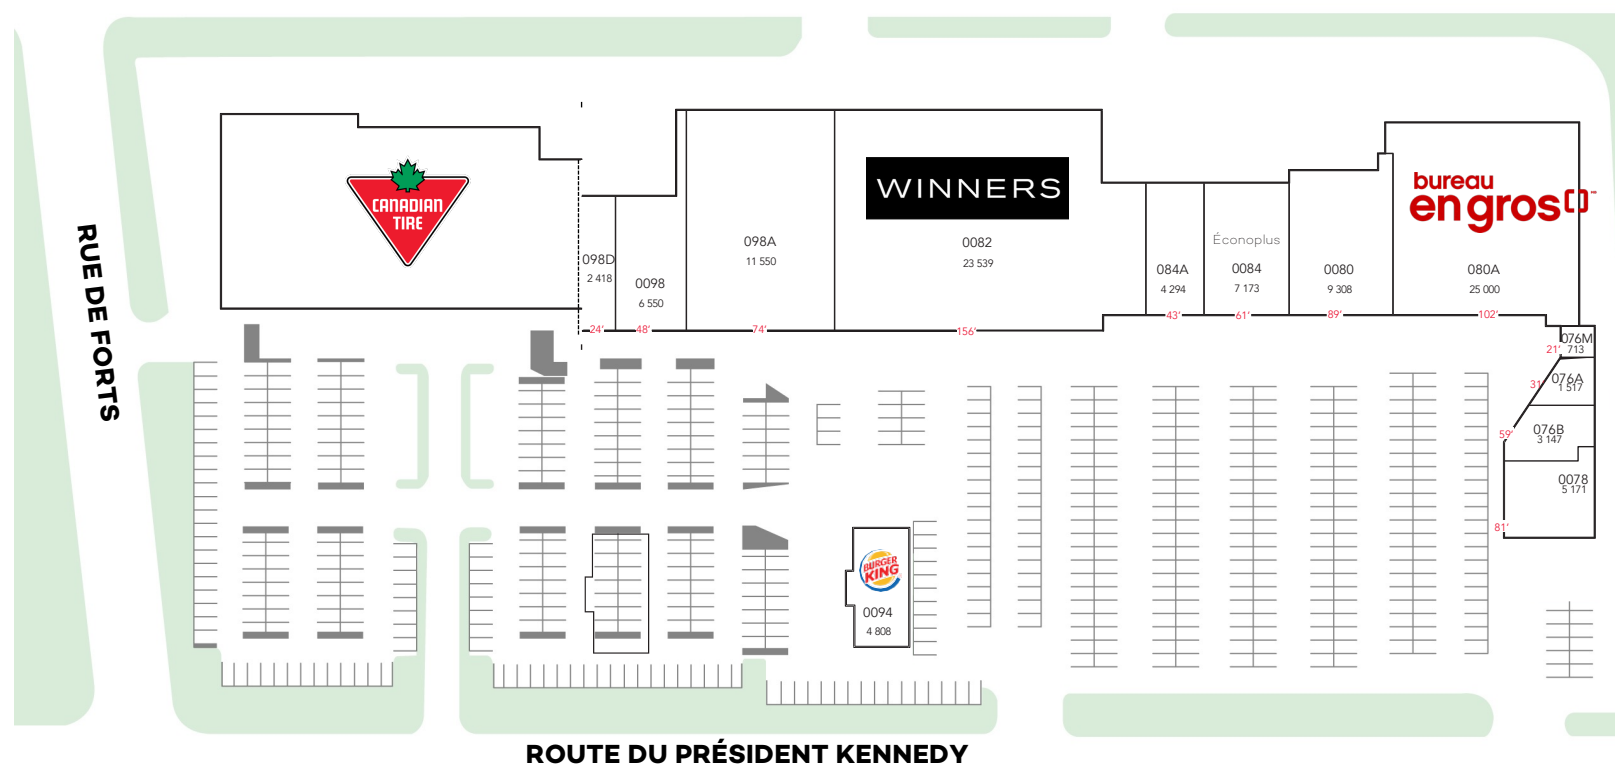 CANADIAN
TIRE
WINNERS
bureau
en gros
RUE DE FORTS
098D
2 418
0098
6 550
098A
11 550
0082
23 539
084A
4 294
Éconoplus
0084
7 173
0080
9 308
080A
25 000
24'
48'
74'
156'
43'
61'
89'
102'
076M
713
21'
076A
1 517
31'
076B
3 147
59'
0078
5 171
81'
BURGER
KING
0094
4 808
ROUTE DU PRÉSIDENT KENNEDY